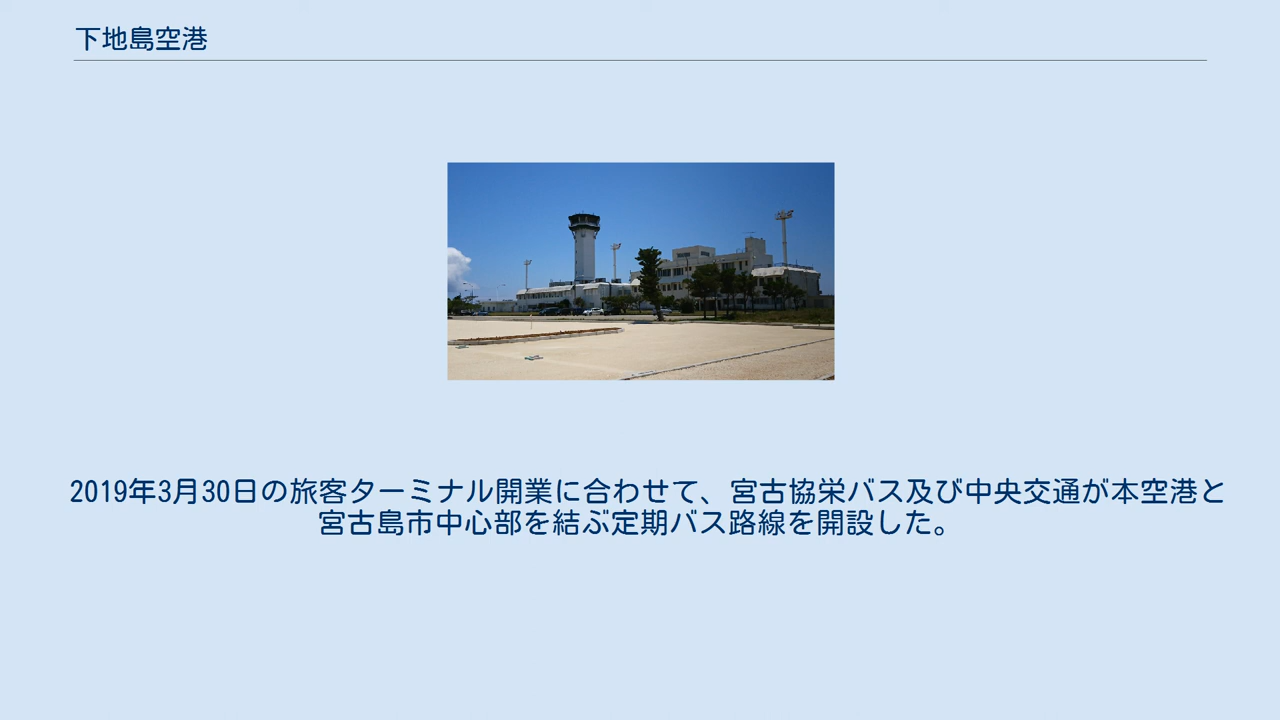 下地島空港
2019年3月30日の旅客ターミナル開業に合わせて、宮古協栄バス及び中央交通が本空港と
宮古島市中心部を結ぶ定期バス路線を開設した。